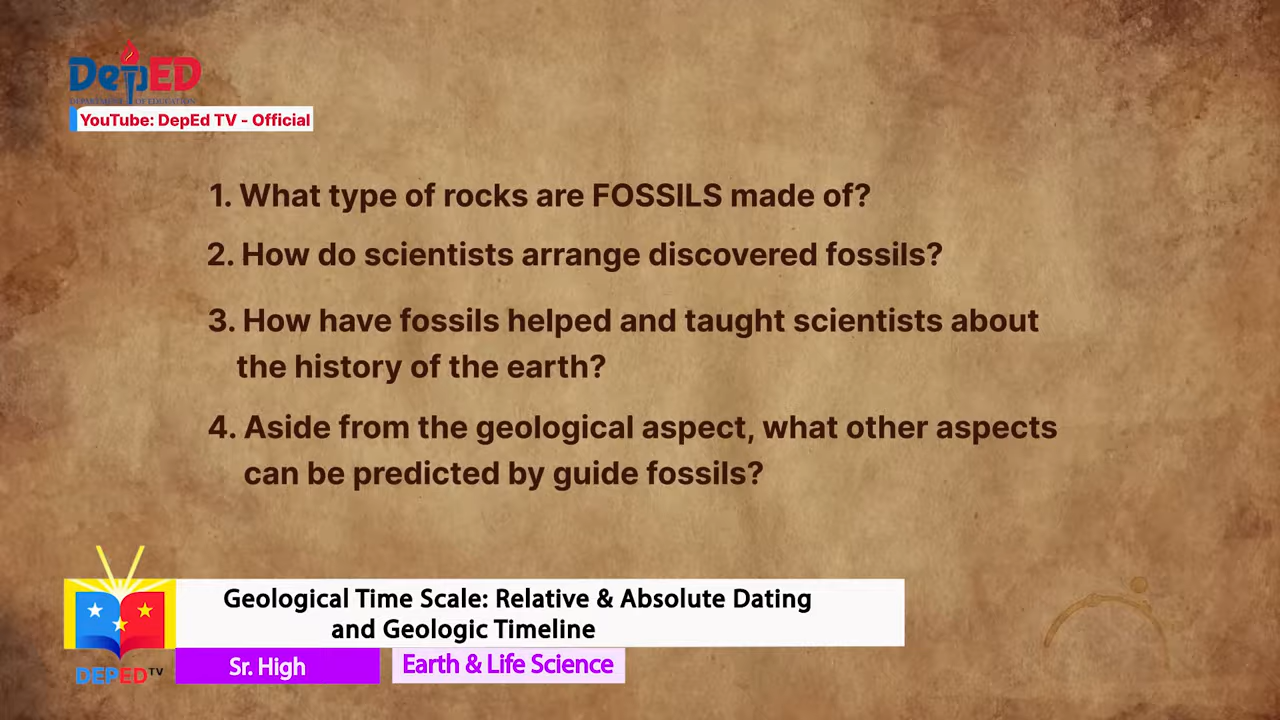 DepED
DEPARTMENT OF EDUCATION
YouTube: DepEd TV - Official
1. What type of rocks are FOSSILS made of?
2. How do scientists arrange discovered fossils?
3. How have fossils helped and taught scientists about
the history of the earth?
4. Aside from the geological aspect, what other aspects
can be predicted by guide fossils?
Geological Time Scale: Relative & Absolute Dating
and Geologic Timeline
DEPED TV
Sr. High
Earth & Life Science